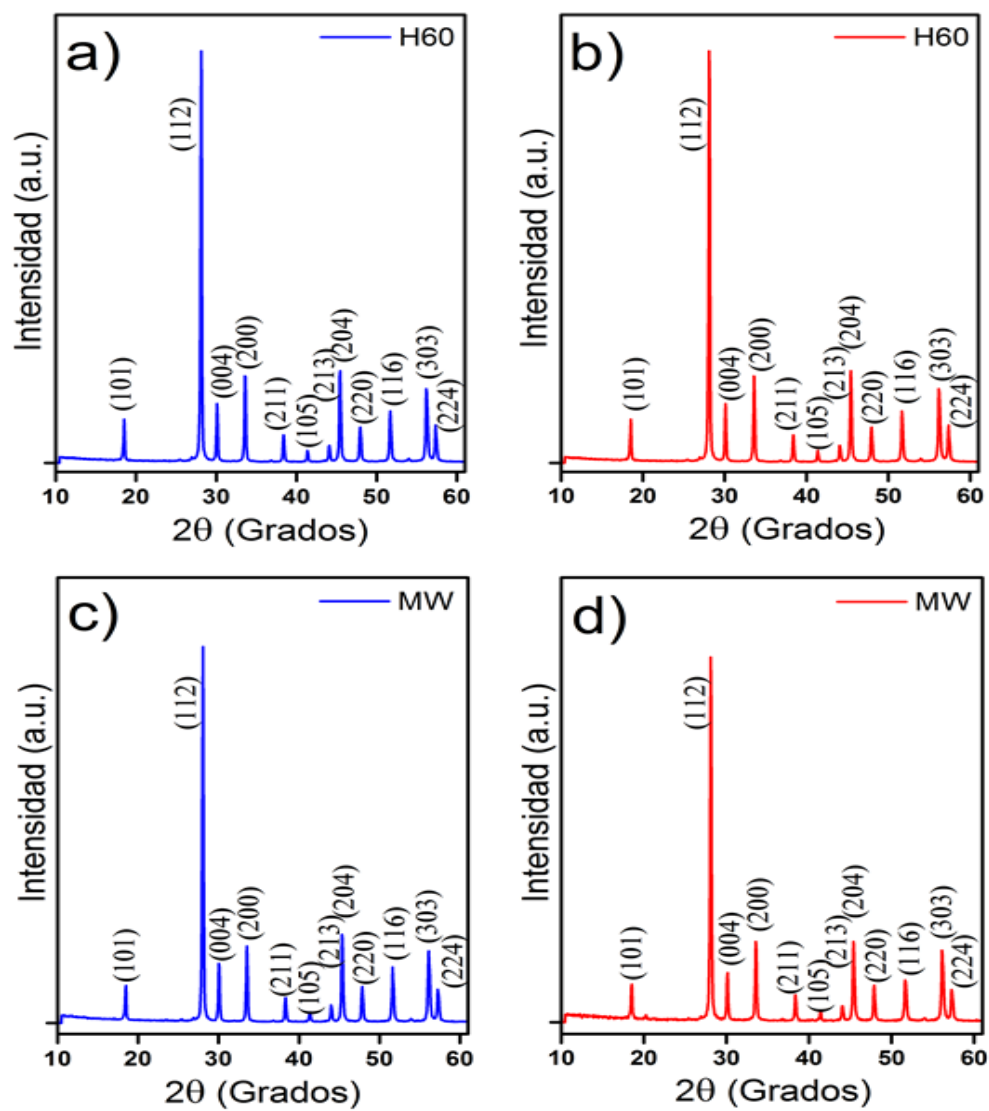 a)
H60
(112)
(101)
(004)
(200)
(211)
(105)
(213)
(204)
(220)
(116)
(303)
(224)
Intensidad (a.u.)
10 20 30 40 50 60
2θ (Grados)
b)
H60
(112)
(101)
(004)
(200)
(211)
(105)
(213)
(204)
(220)
(116)
(303)
(224)
Intensidad (a.u.)
10 20 30 40 50 60
2θ (Grados)
c)
MW
(112)
(101)
(004)
(200)
(211)
(105)
(213)
(204)
(220)
(116)
(303)
(224)
Intensidad (a.u.)
10 20 30 40 50 60
2θ (Grados)
d)
MW
(112)
(101)
(004)
(200)
(211)
(105)
(213)
(204)
(220)
(116)
(303)
(224)
Intensidad (a.u.)
10 20 30 40 50 60
2θ (Grados)